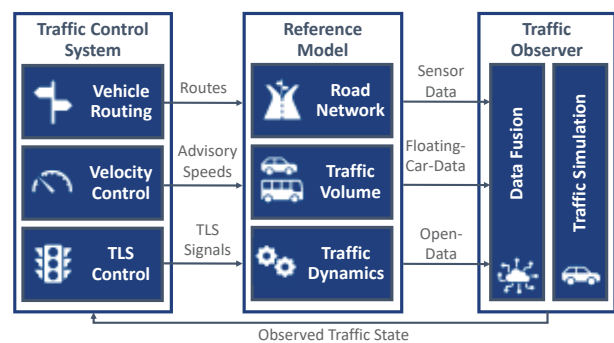 Traffic Control
System
Vehicle
Routing
Velocity
Control
TLS
Control
Routes
Advisory
Speeds
TLS
Signals
Reference
Model
Road
Network
Traffic
Volume
Traffic
Dynamics
Sensor
Data
Floating-
Car-Data
Open-
Data
Traffic
Observer
Data Fusion
Traffic Simulation
Observed Traffic State